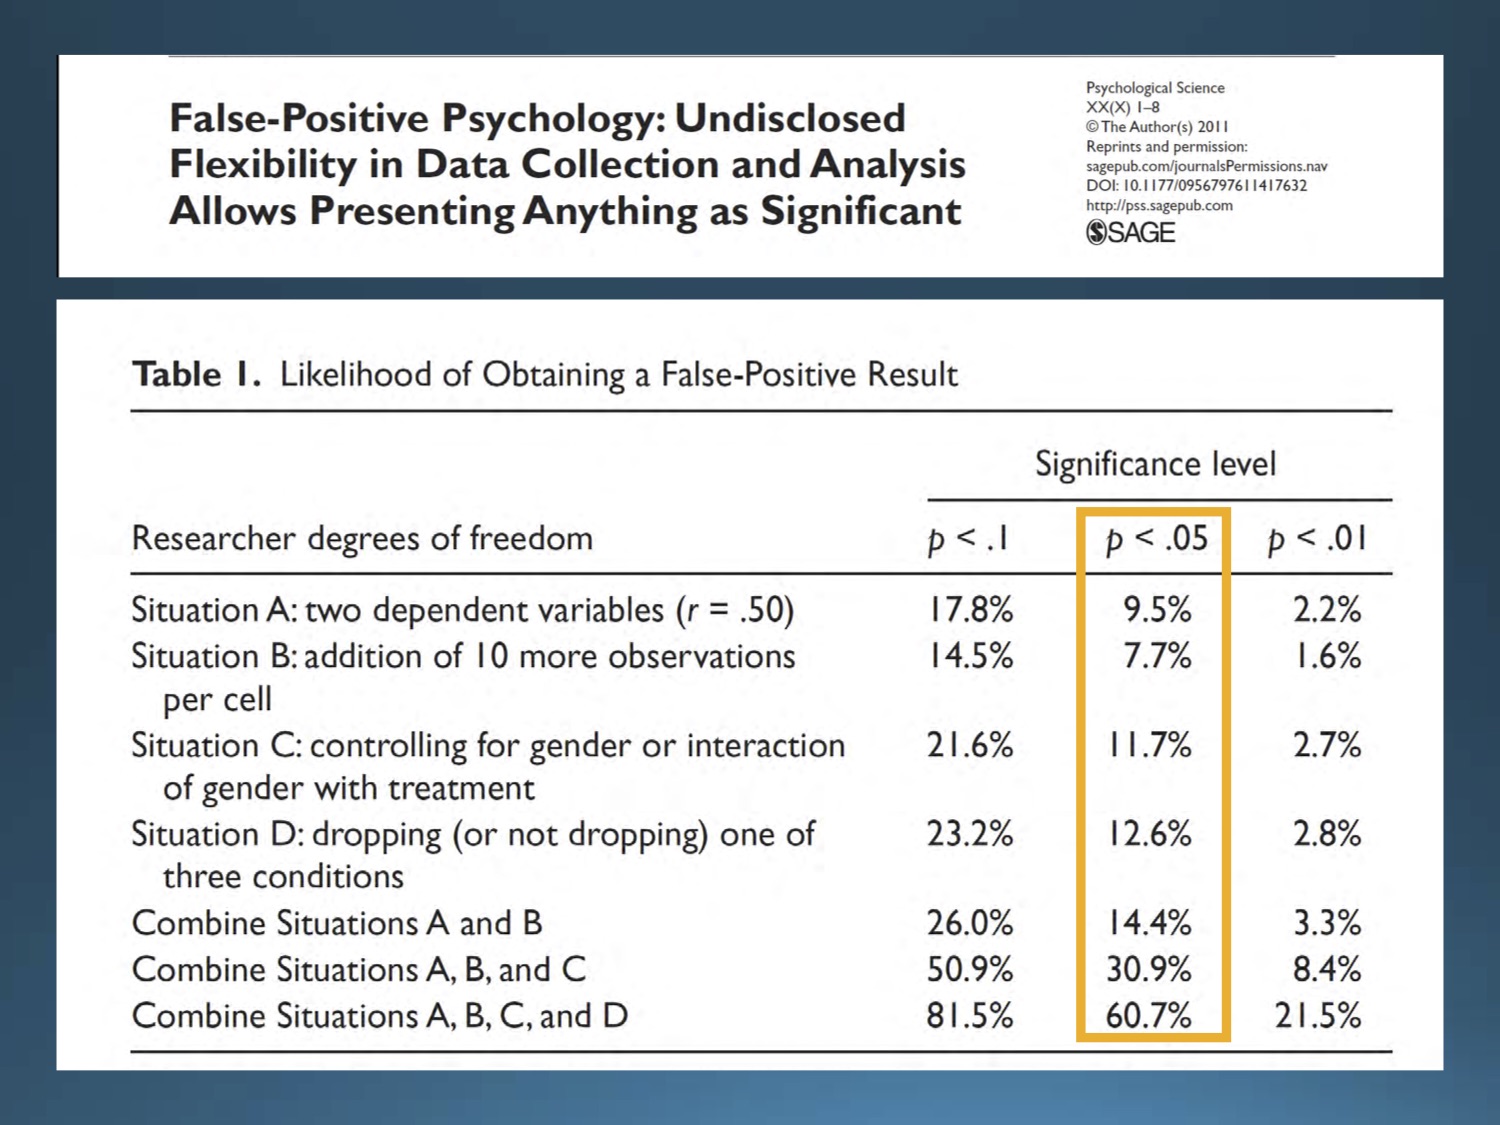 False-Positive Psychology: Undisclosed
Flexibility in Data Collection and Analysis
Allows Presenting Anything as Significant
Psychological Science
XX(X) 1–8
© The Author(s) 2011
Reprints and permission:
sagepub.com/journalsPermissions.nav
DOI: 10.1177/0956797611417632
http://pss.sagepub.com
SAGE
Table 1. Likelihood of Obtaining a False-Positive Result
Significance level
Researcher degrees of freedom p < .1 p < .05 p < .01
Situation A: two dependent variables (r = .50) 17.8% 9.5% 2.2%
Situation B: addition of 10 more observations 14.5% 7.7% 1.6%
per cell
Situation C: controlling for gender or interaction 21.6% 11.7% 2.7%
of gender with treatment
Situation D: dropping (or not dropping) one of 23.2% 12.6% 2.8%
three conditions
Combine Situations A and B 26.0% 14.4% 3.3%
Combine Situations A, B, and C 50.9% 30.9% 8.4%
Combine Situations A, B, C, and D 81.5% 60.7% 21.5%